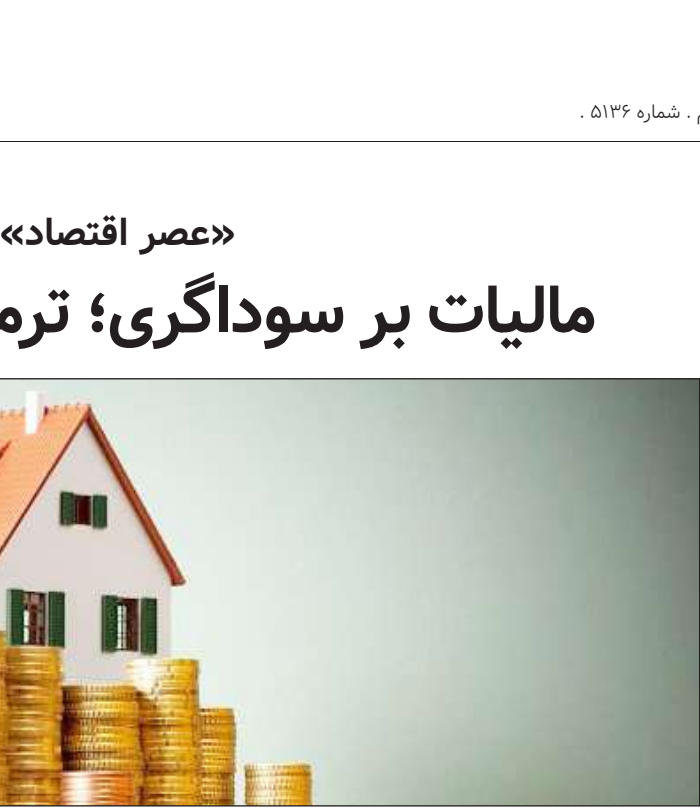 . شماره ۵۱۳۶ .
«عصر اقتصاد»
مالیات بر سوداگری؛